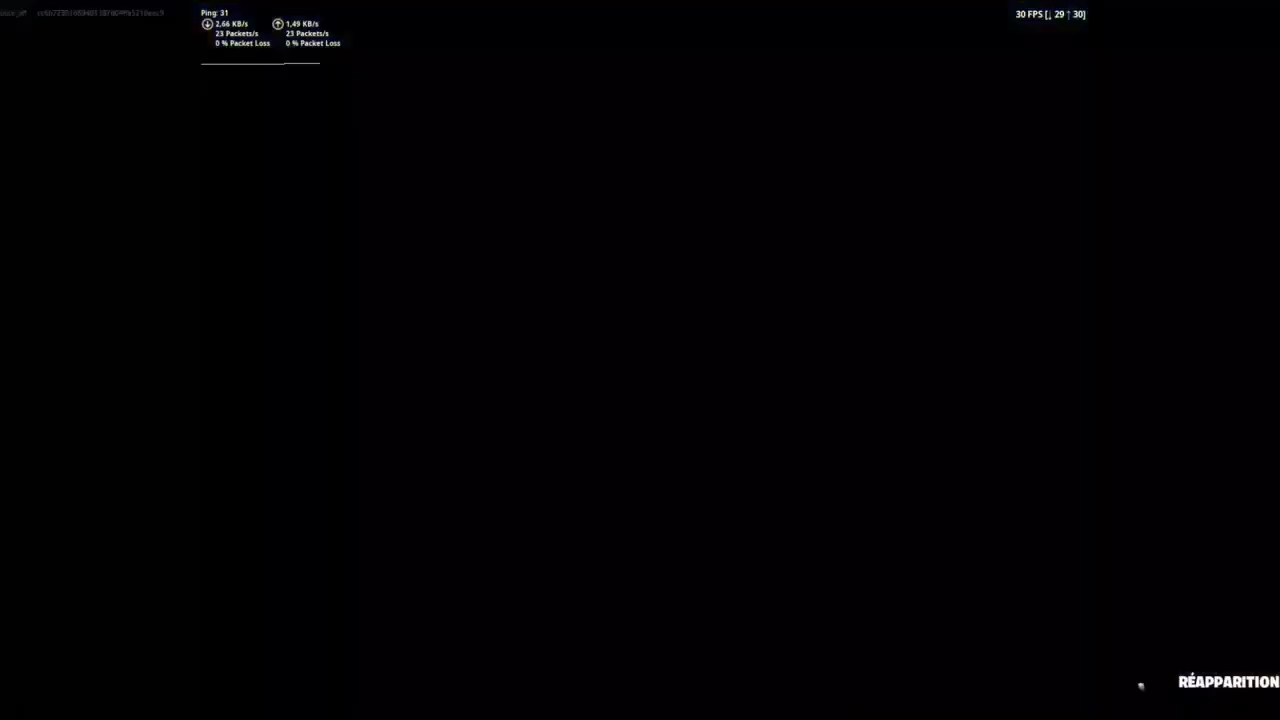 Ping: 31
2,66 KB/s 1,49 KB/s
23 Packets/s 23 Packets/s
0 % Packet Loss 0 % Packet Loss
30 FPS [↓ 29 ↑ 30]
RÉAPPARITION